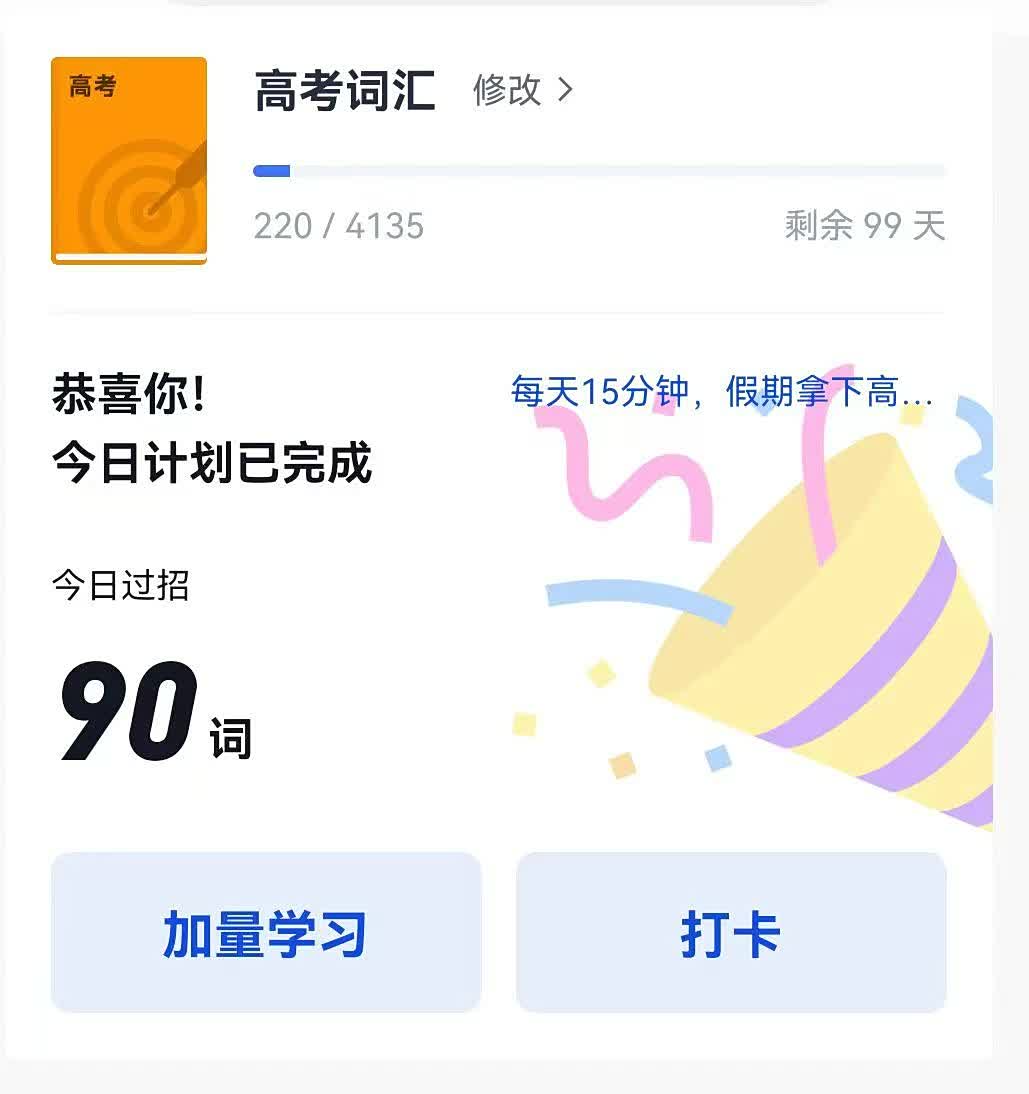 高考
高考词汇 修改 >
220 / 4135 剩余 99 天
恭喜你！
每天15分钟，假期拿下高...
今日计划已完成
今日过招
90 词
加量学习 打卡